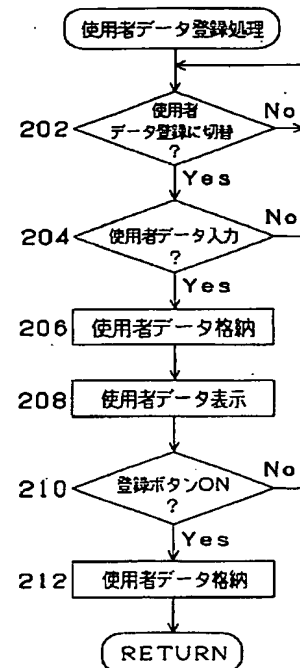 使用者データ登録処理
使用者
データ登録に切替
?
202
No
Yes
204
使用者データ入力
?
No
Yes
206
使用者データ格納
208
使用者データ表示
210
登録ボタンON
?
No
Yes
212
使用者データ格納
RETURN